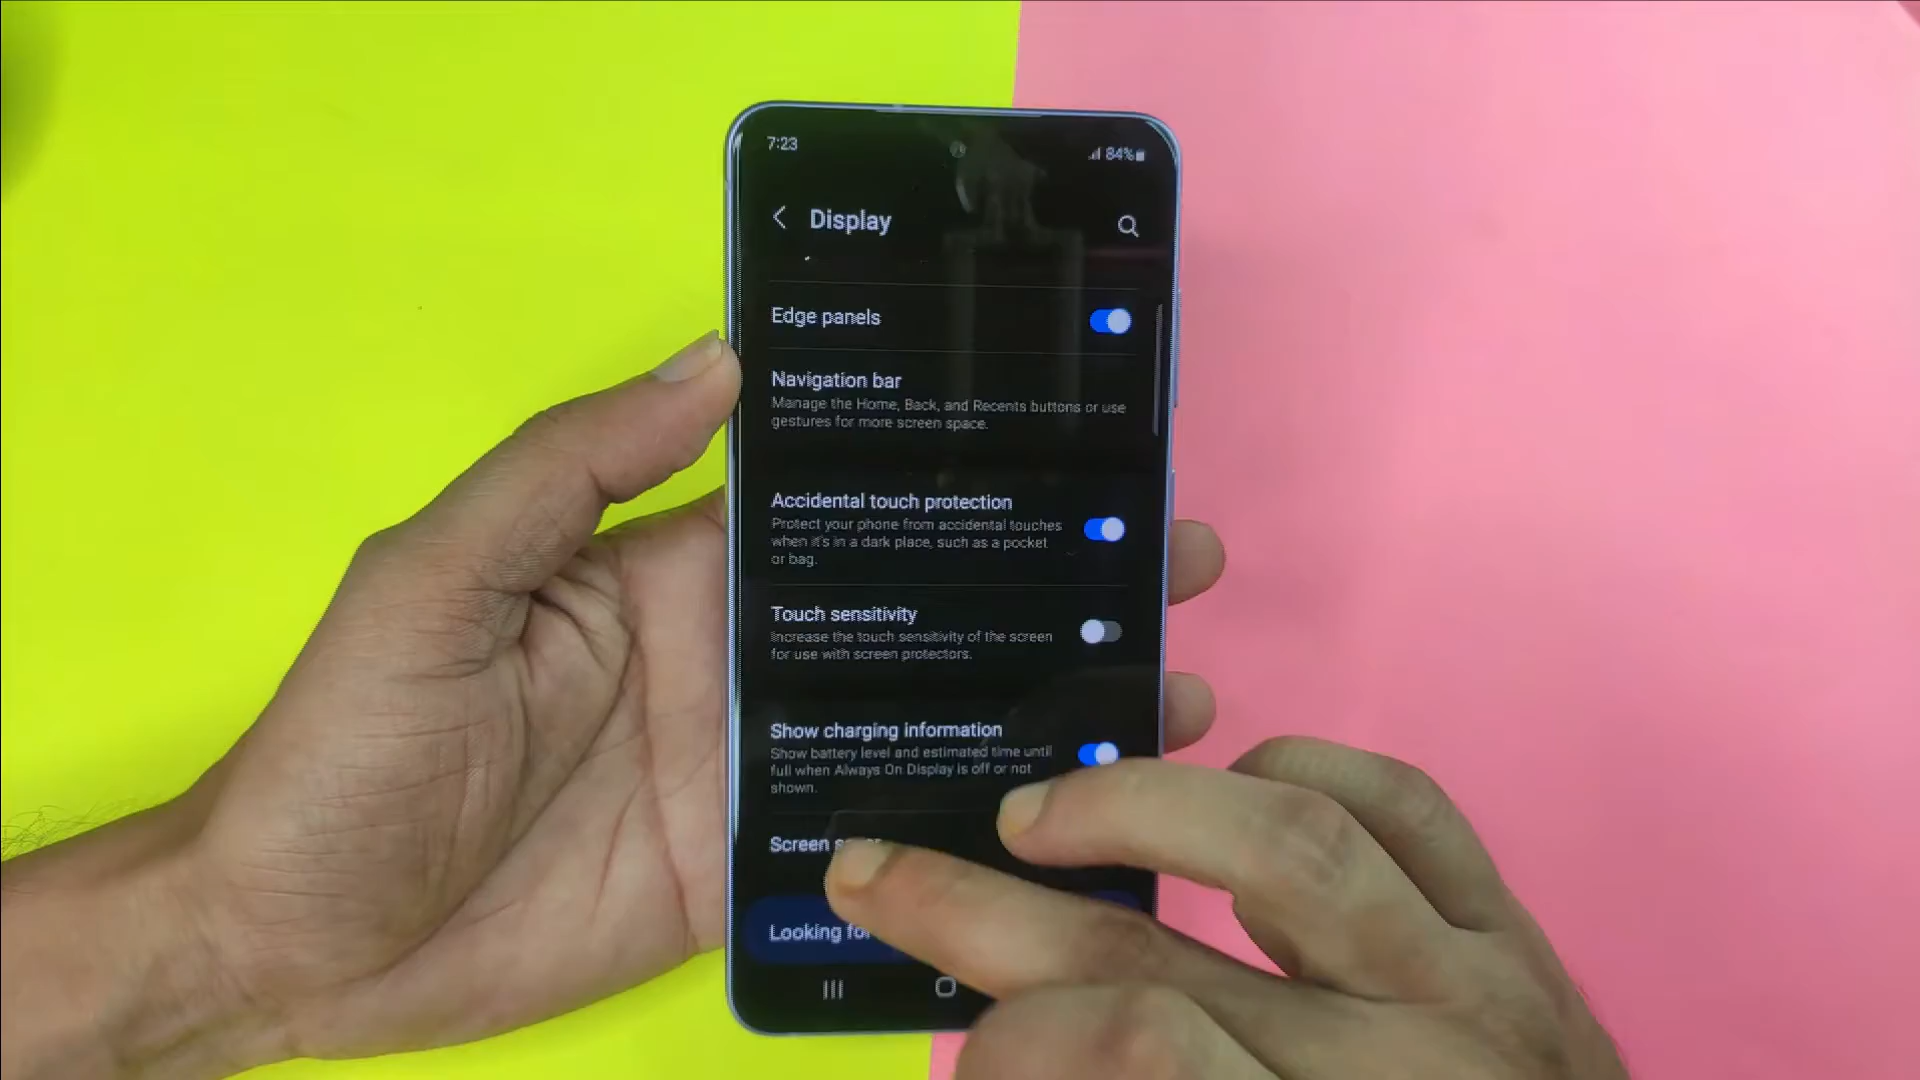 7:23
84%
Display
Edge panels
Navigation bar
Manage the Home, Back, and Recents buttons or use
gestures for more screen space.
Accidental touch protection
Protect your phone from accidental touches
when it's in a dark place, such as a pocket
or bag.
Touch sensitivity
Increase the touch sensitivity of the screen
for use with screen protectors.
Show charging information
Show battery level and estimated time until
full when Always On Display is off or not
shown.
Screen
Looking for